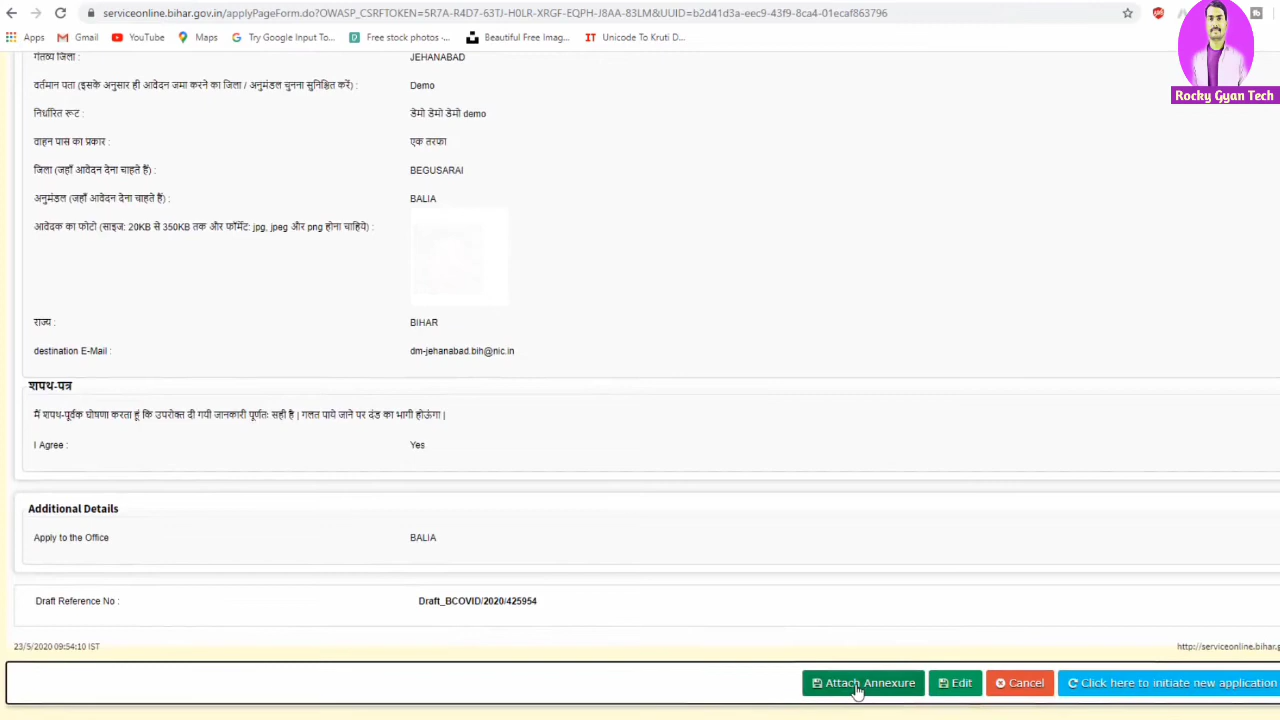 serviceonline.bihar.gov.in/applyPageForm.do?OWASP_CSRFTOKEN=5R7A-R4D7-63TJ-H0LR-XRGF-EQPH-J8AA-83LM&UUID=b2d41d3a-eec9-43f9-8ca4-01ecaf863796
Apps Gmail YouTube Maps Try Google Input To... Free stock photos -... Beautiful Free Imag... Unicode To Kruti D...
Rocky Gyan Tech
गंतव्य जिला : JEHANABAD
वर्तमान पता (इसके अनुसार ही आवेदन जमा करने का जिला / अनुमंडल चुनना सुनिश्चित करें) : Demo
निर्धारित रूट : डेमो डेमो डेमो demo
वाहन पास का प्रकार : एक तरफा
जिला (जहाँ आवेदन देना चाहते हैं) : BEGUSARAI
अनुमंडल (जहाँ आवेदन देना चाहते हैं) : BALIA
आवेदक का फोटो (साइज: 20KB से 350KB तक और फॉर्मेट: jpg, jpeg और png होना चाहिये) :
राज्य : BIHAR
destination E-Mail : dm-jehanabad.bih@nic.in
शपथ-पत्र
मैं शपथ-पूर्वक घोषणा करता हूं कि उपरोक्त दी गयी जानकारी पूर्णतः सही है | गलत पाये जाने पर दंड का भागी होऊंगा |
I Agree : Yes
Additional Details
Apply to the Office BALIA
Draft Reference No : Draft_BCOVID/2020/425954
23/5/2020 09:54:10 IST http://serviceonline.bihar.g
Attach Annexure Edit Cancel Click here to initiate new application